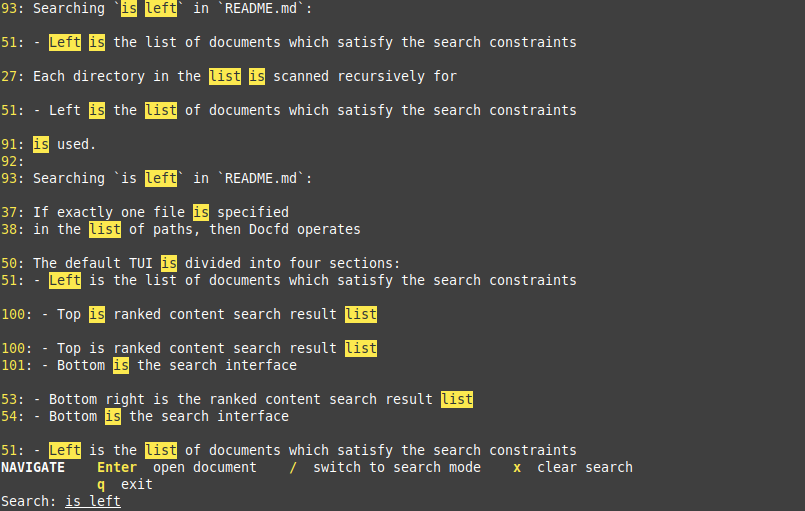 93: Searching `is left` in `README.md`:
51: - Left is the list of documents which satisfy the search constraints
27: Each directory in the list is scanned recursively for
51: - Left is the list of documents which satisfy the search constraints
91: is used.
92:
93: Searching `is left` in `README.md`:
37: If exactly one file is specified
38: in the list of paths, then Docfd operates
50: The default TUI is divided into four sections:
51: - Left is the list of documents which satisfy the search constraints
100: - Top is ranked content search result list
100: - Top is ranked content search result list
101: - Bottom is the search interface
53: - Bottom right is the ranked content search result list
54: - Bottom is the search interface
51: - Left is the list of documents which satisfy the search constraints
NAVIGATE Enter open document / switch to search mode x clear search
q exit
Search: is left